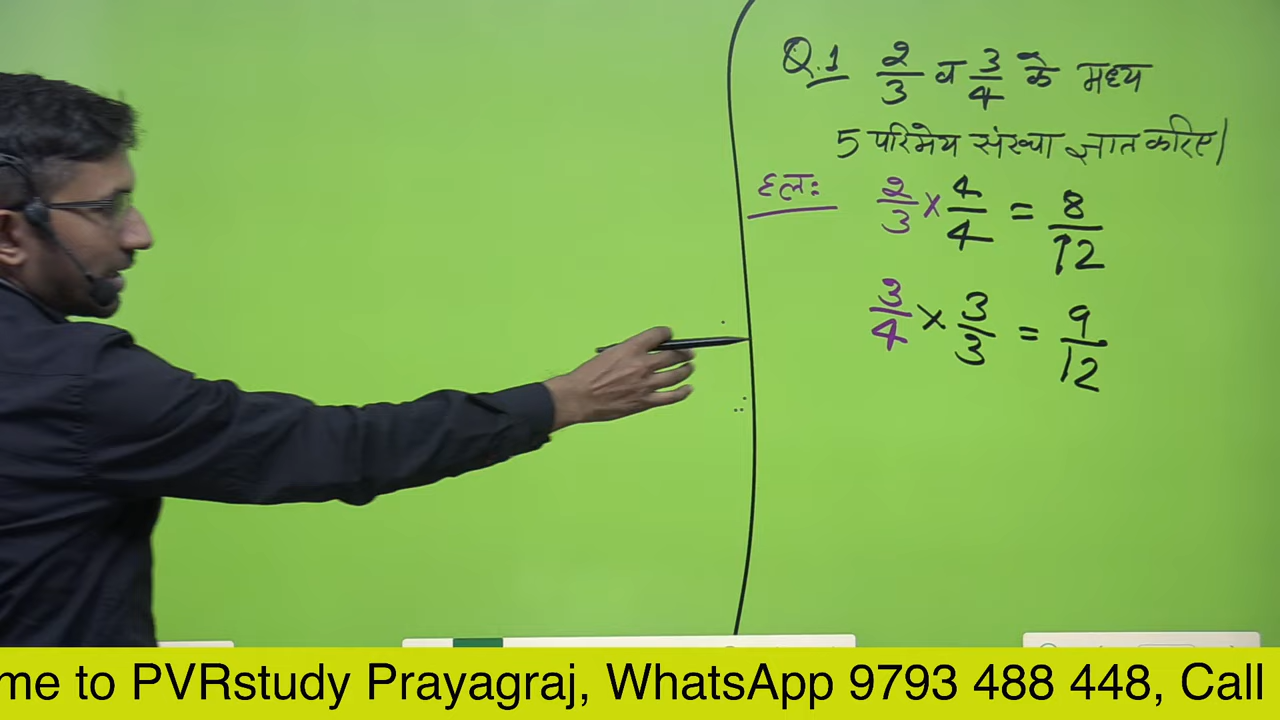 Q.1 2/3 व 3/4 के मध्य
5 परिमेय संख्या ज्ञात करिए।
हलः 2/3 × 4/4 = 8/12
3/4 × 3/3 = 9/12
me to PVRstudy Prayagraj, WhatsApp 9793 488 448, Call